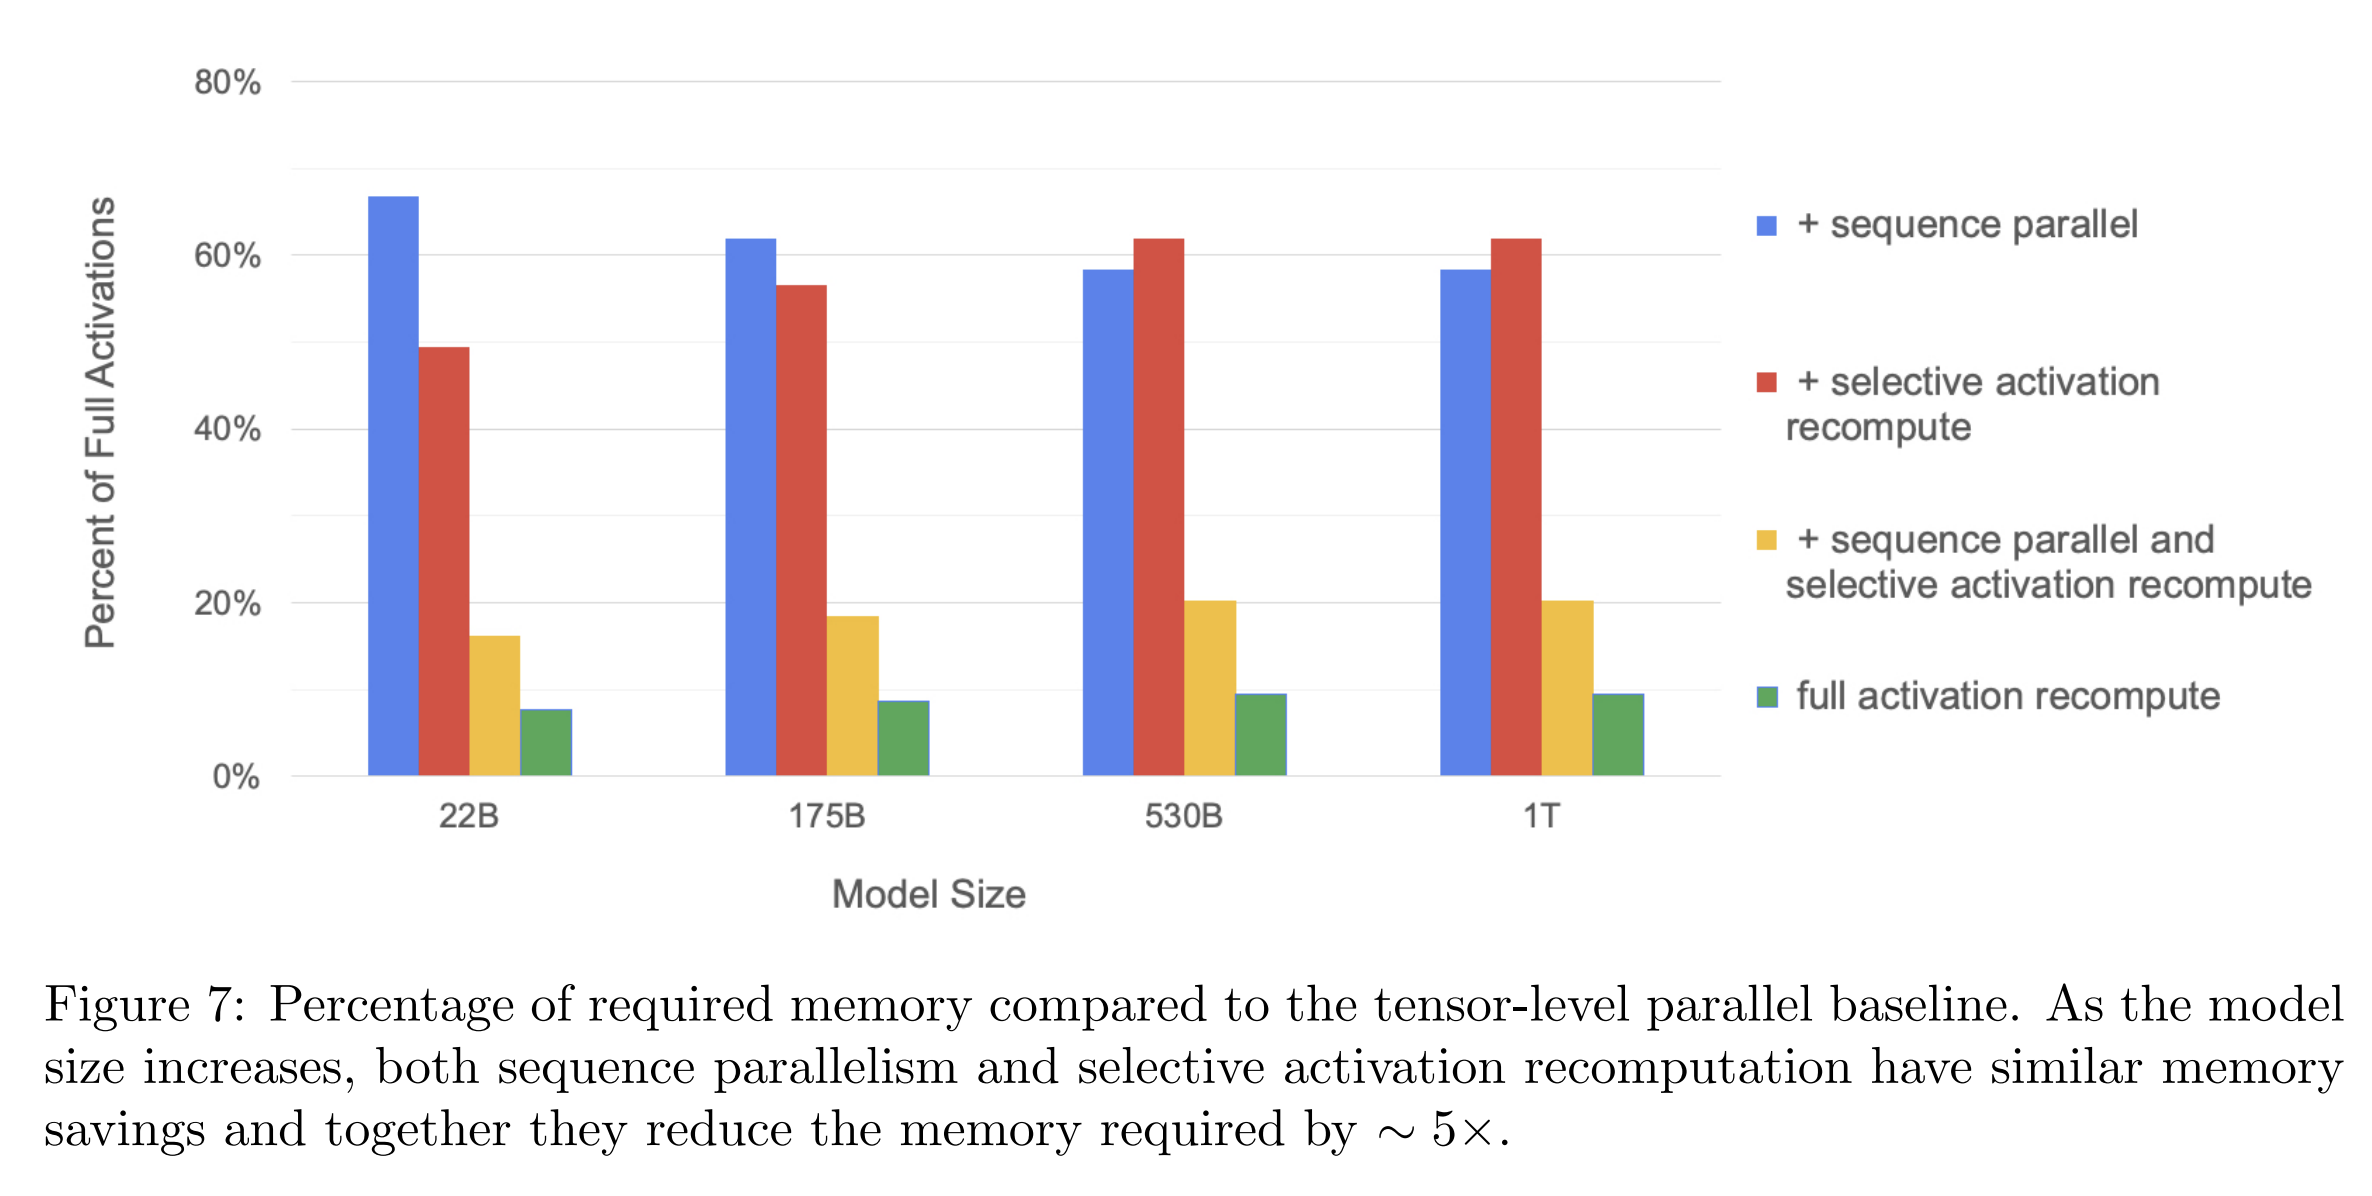 80%
60%
40%
20%
0%
Percent of Full Activations
22B
175B
530B
1T
Model Size
+ sequence parallel
+ selective activation
recompute
+ sequence parallel and
selective activation recompute
full activation recompute
Figure 7: Percentage of required memory compared to the tensor-level parallel baseline. As the model
size increases, both sequence parallelism and selective activation recomputation have similar memory
savings and together they reduce the memory required by ∼ 5×.